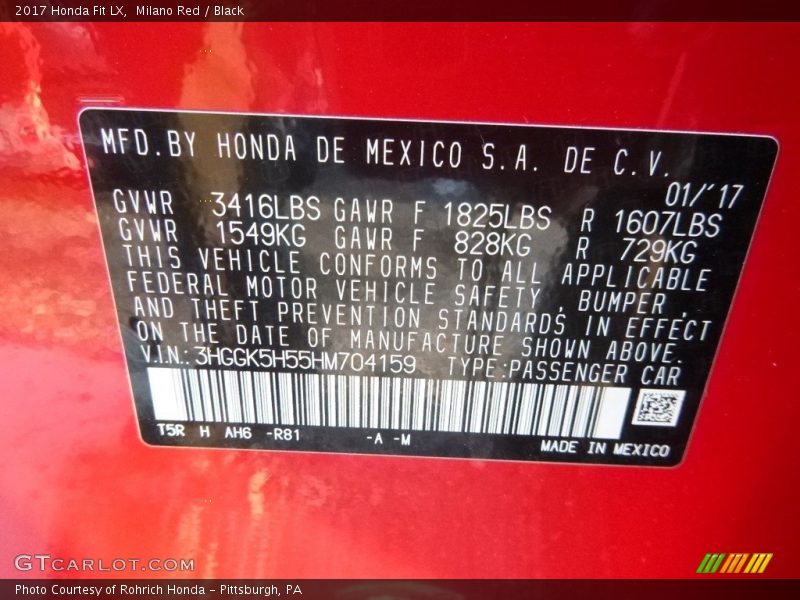 2017 Honda Fit LX,  Milano Red / Black
MFD.BY HONDA DE MEXICO S.A. DE C.V.
01/'17
GVWR 3416LBS GAWR F 1825LBS R 1607LBS
GVWR 1549KG GAWR F 828KG R 729KG
THIS VEHICLE CONFORMS TO ALL APPLICABLE
FEDERAL MOTOR VEHICLE SAFETY, BUMPER,
AND THEFT PREVENTION STANDARDS IN EFFECT
ON THE DATE OF MANUFACTURE SHOWN ABOVE.
V.IN.: 3HGGK5H55HM704159 TYPE:PASSENGER CAR
T5R H AH6 -R81 -A -M
MADE IN MEXICO
GTCARLOT.COM
Photo Courtesy of Rohrich Honda - Pittsburgh, PA